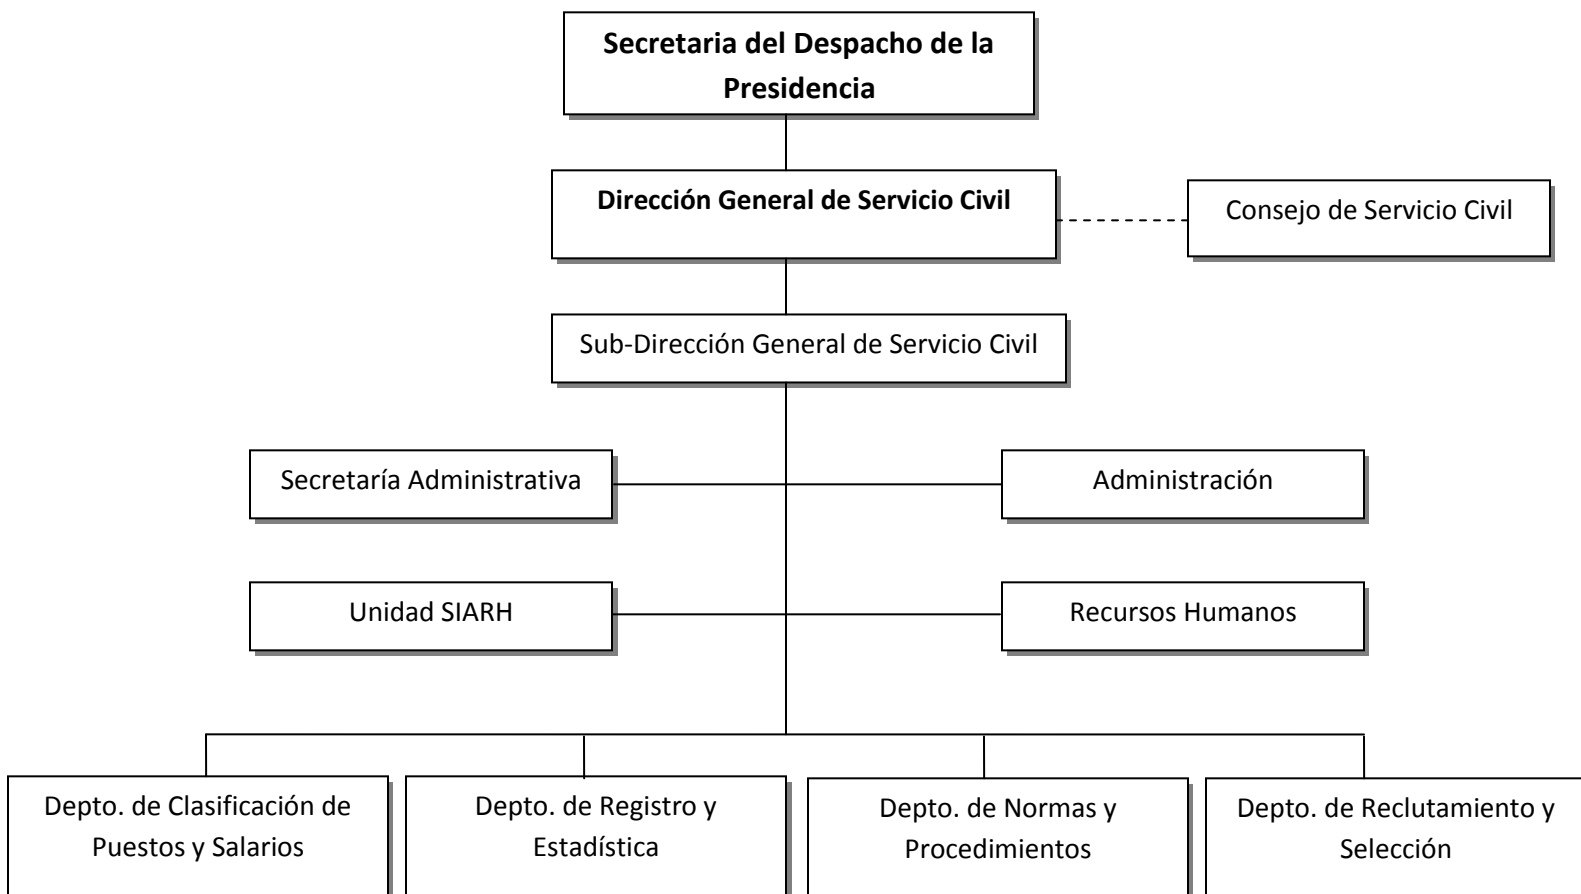 Secretaria del Despacho de la
Presidencia
Dirección General de Servicio Civil
Consejo de Servicio Civil
Sub-Dirección General de Servicio Civil
Secretaría Administrativa
Administración
Unidad SIARH
Recursos Humanos
Depto. de Clasificación de
Puestos y Salarios
Depto. de Registro y
Estadística
Depto. de Normas y
Procedimientos
Depto. de Reclutamiento y
Selección